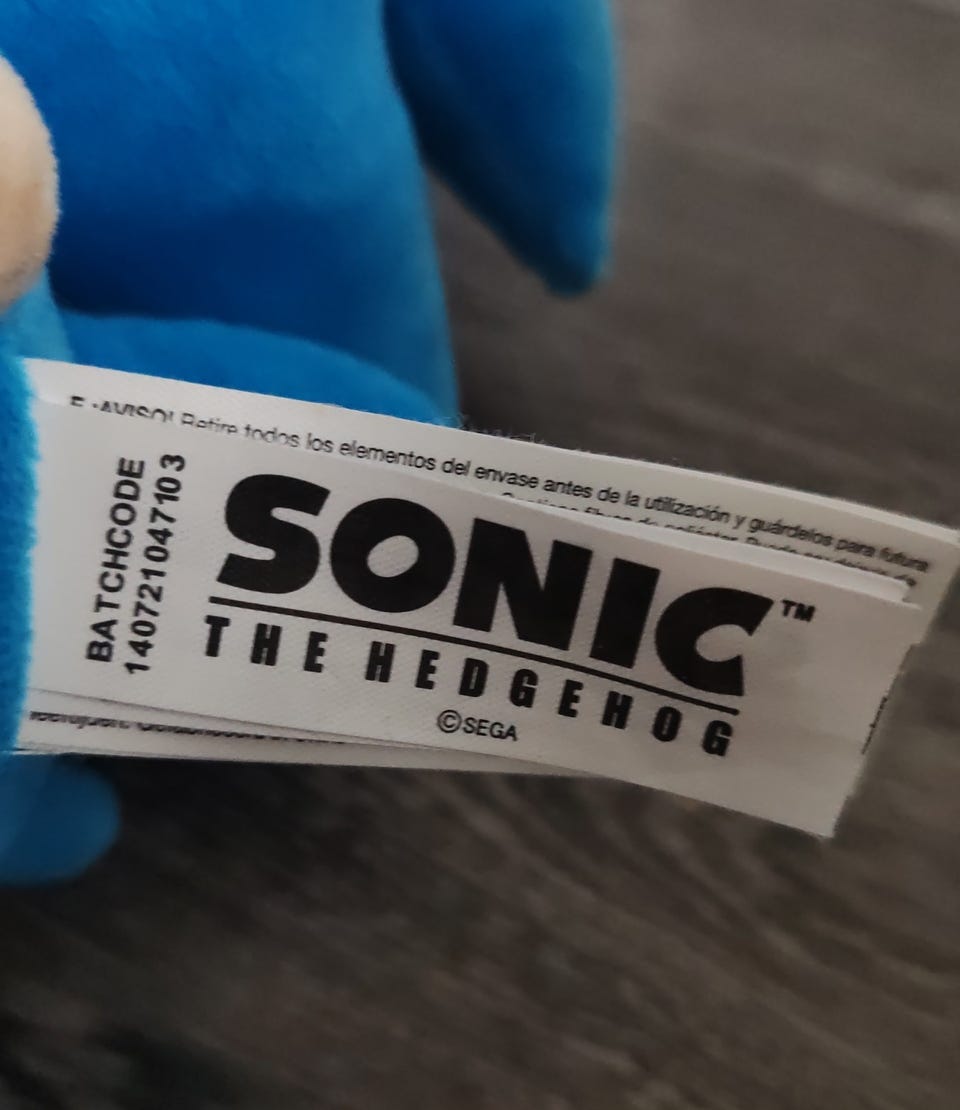 E ¡AVISO! Retire todos los elementos del envase antes de la utilización y guárdelos para futura
BATCHCODE
140721047103
SONIC™
THE HEDGEHOG
©SEGA